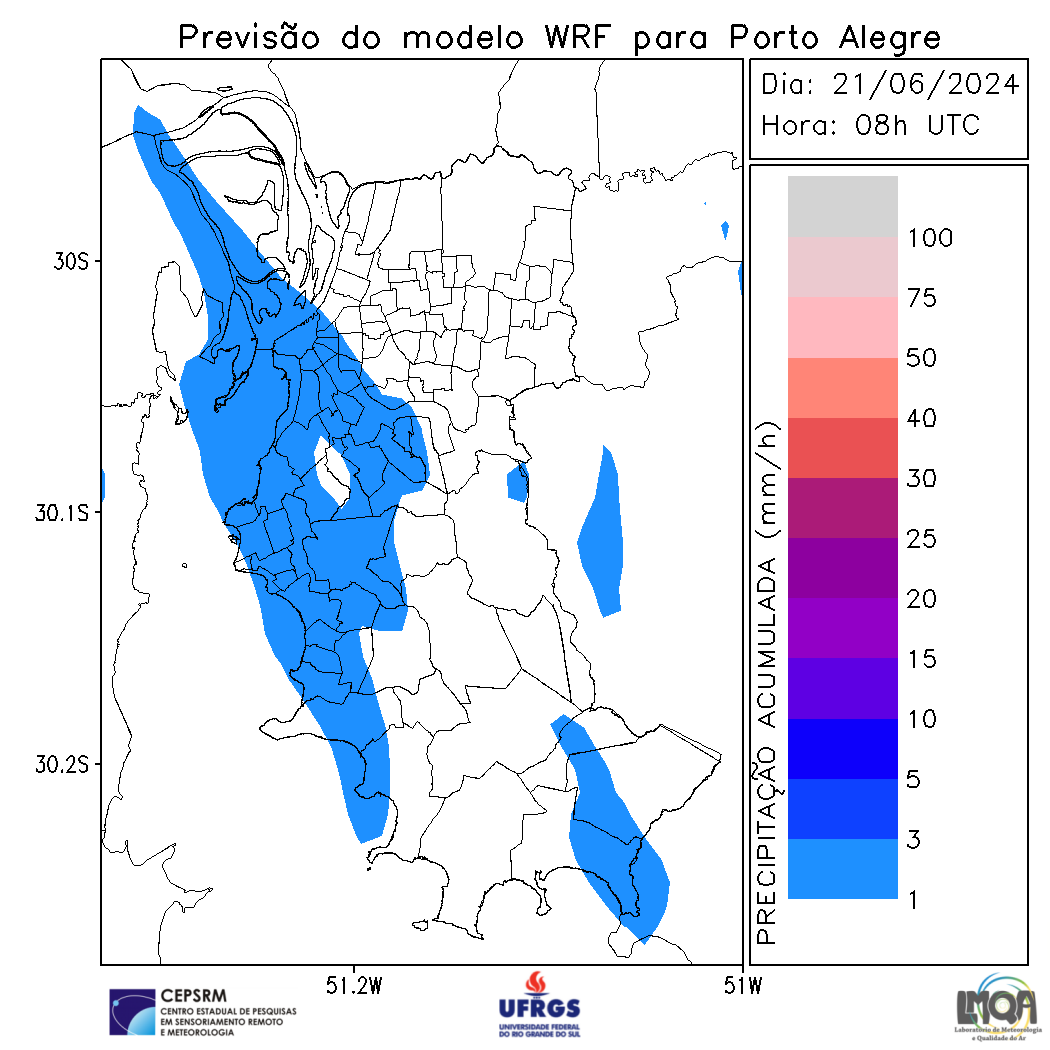 Previsão do modelo WRF para Porto Alegre
Dia: 21/06/2024
Hora: 08h UTC
30S
30.1S
30.2S
51.2W
51W
PRECIPITAÇÃO ACUMULADA (mm/h)
100
75
50
40
30
25
20
15
10
5
3
1
CEPSRM
CENTRO ESTADUAL DE PESQUISAS
EM SENSORIAMENTO REMOTO
E METEOROLOGIA
UFRGS
UNIVERSIDADE FEDERAL
DO RIO GRANDE DO SUL
LMQA
Laboratório de Meteorologia
e Qualidade do Ar